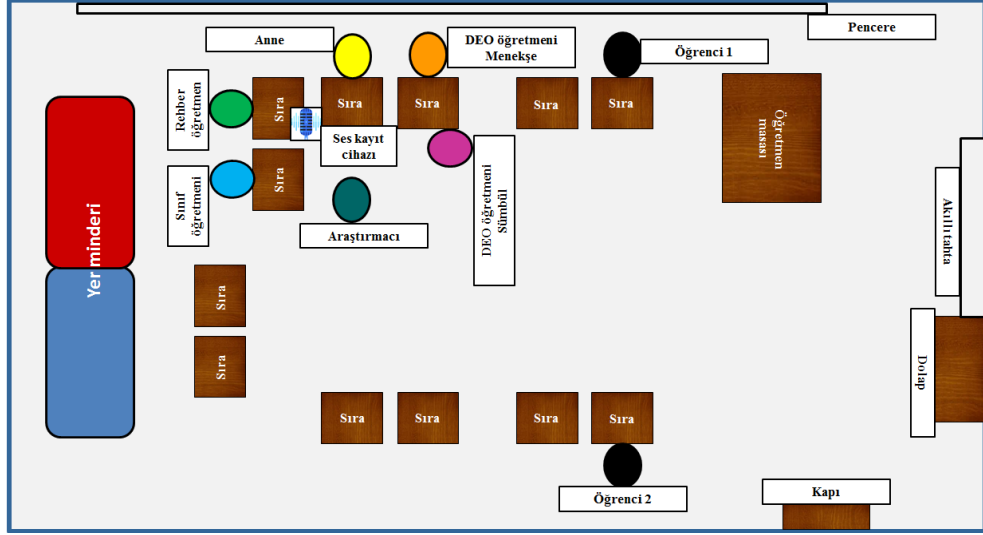 Pencere
Anne
DEO öğretmeni
Menekşe
Öğrenci 1
Rehber
öğretmen
Sıra
Sıra
Sıra
Sıra
Sıra
Öğretmen
masası
Ses kayıt
cihazı
Sınıf
öğretmeni
Sıra
DEO öğretmeni
Sümbül
Araştırmacı
Akıllı tahta
Yer minderi
Sıra
Sıra
Dolap
Sıra
Sıra
Sıra
Sıra
Öğrenci 2
Kapı